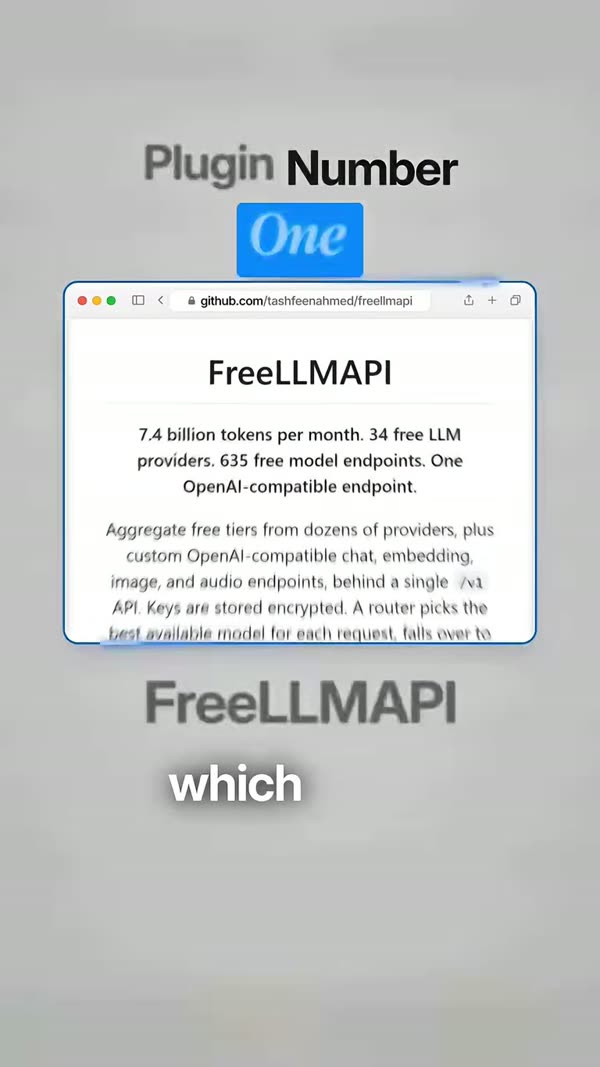 Plugin Number
One
github.com/tashfeenahmed/freellmapi
FreeLLMAPI
7.4 billion tokens per month. 34 free LLM
providers. 635 free model endpoints. One
OpenAI-compatible endpoint.
Aggregate free tiers from dozens of providers, plus
custom OpenAI-compatible chat, embedding,
image, and audio endpoints, behind a single /v1
API. Keys are stored encrypted. A router picks the
best available model for each request, falls over to
FreeLLMAPI
which